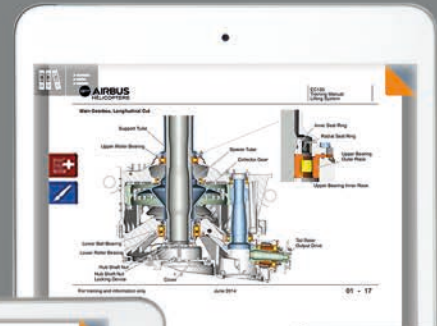 AIRBUS
HELICOPTERS
Training Manual
Lifting System
Main Gearbox, Longitudinal Cut
Support Tube
Upper Roller Bearing
Spacer Tube
Collector Gear
Inner Seal Ring
Radial Seal Ring
Upper Bearing
Outer Race
Upper Bearing Inner Race
Lower Ball Bearing
Lower Roller Bearing
Hub Shaft Nut
Hub Shaft Nut
Locking Device
Cover
Tail Rotor
Output Drive
For training and information only
June 2014
01 - 17